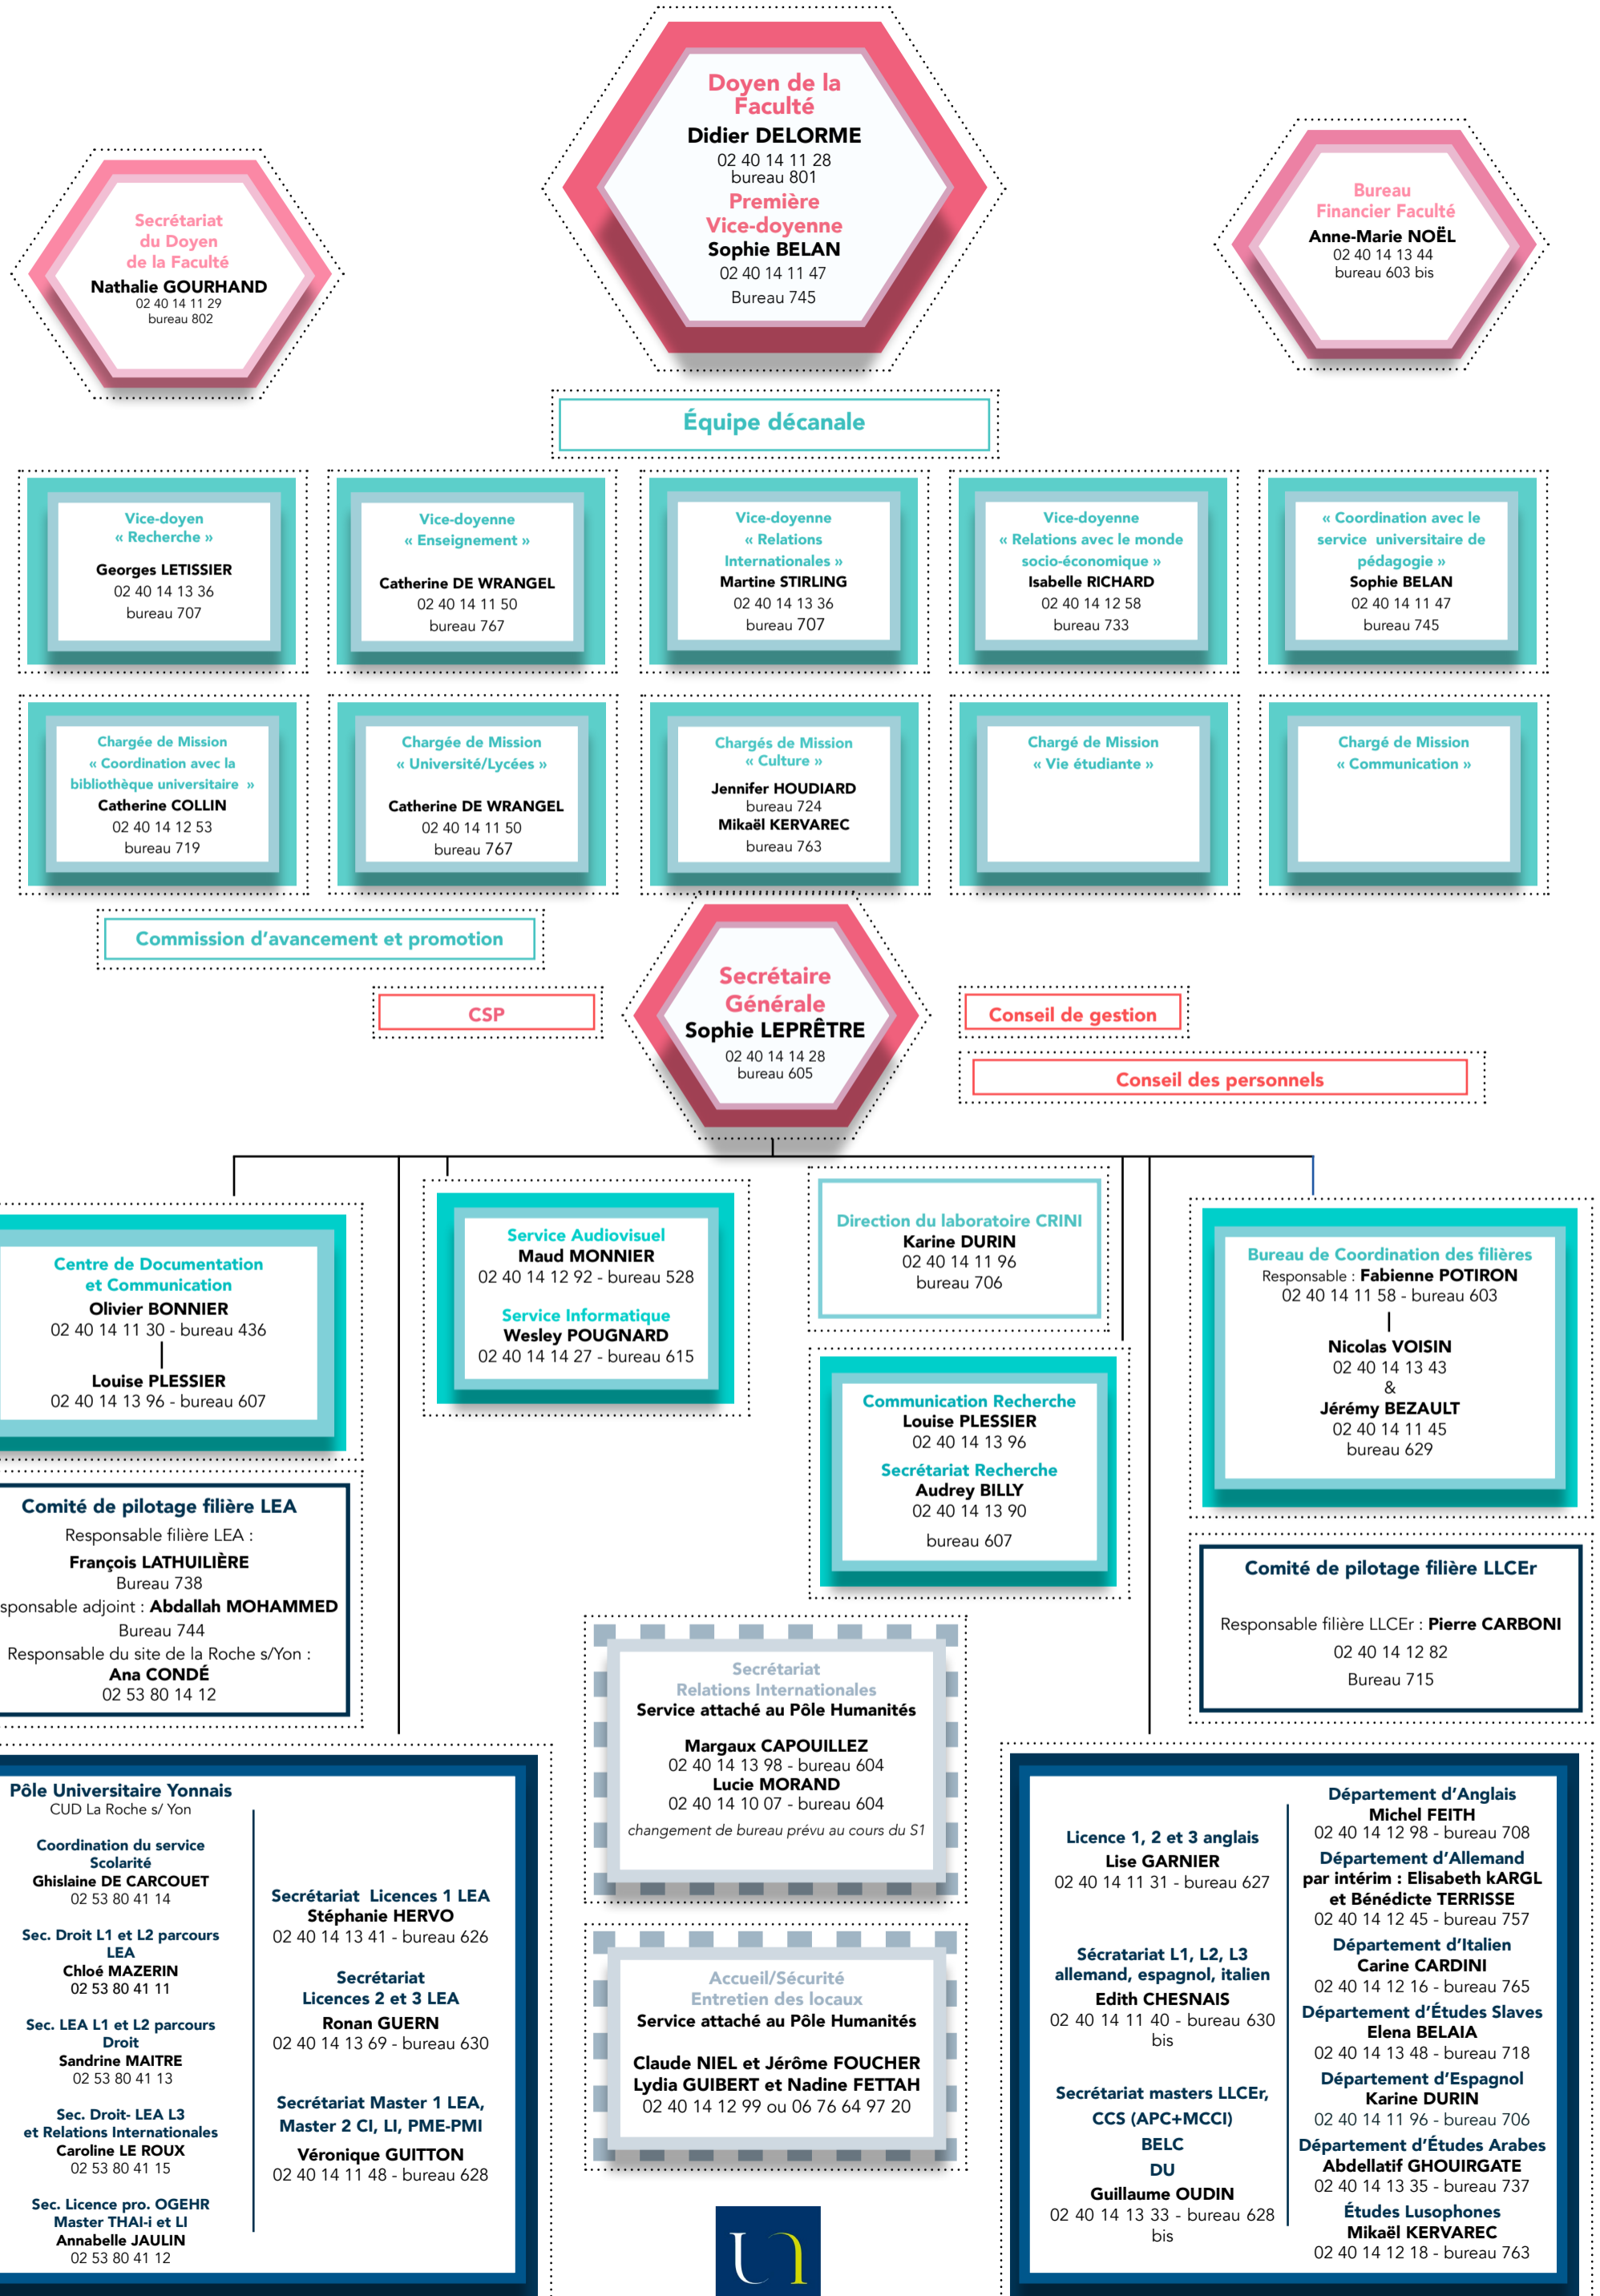 Doyen de la
Faculté
Didier DELORME
02 40 14 11 28
bureau 801
Première
Vice-doyenne
Sophie BELAN
02 40 14 11 47
Bureau 745
Secrétariat
du Doyen
de la Faculté
Nathalie GOURHAND
02 40 14 11 29
bureau 802
Bureau
Financier Faculté
Anne-Marie NOËL
02 40 14 13 44
bureau 603 bis
Équipe décanale
Vice-doyen
« Recherche »
Georges LETISSIER
02 40 14 13 36
bureau 707
Vice-doyenne
« Enseignement »
Catherine DE WRANGEL
02 40 14 11 50
bureau 767
Vice-doyenne
« Relations
Internationales »
Martine STIRLING
02 40 14 13 36
bureau 707
Vice-doyenne
« Relations avec le monde
socio-économique »
Isabelle RICHARD
02 40 14 12 58
bureau 733
« Coordination avec le
service universitaire de
pédagogie »
Sophie BELAN
02 40 14 11 47
bureau 745
Chargée de Mission
« Coordination avec la
bibliothèque universitaire »
Catherine COLLIN
02 40 14 12 53
bureau 719
Chargée de Mission
« Université/Lycées »
Catherine DE WRANGEL
02 40 14 11 50
bureau 767
Chargés de Mission
« Culture »
Jennifer HOUDIARD
bureau 724
Mikaël KERVAREC
bureau 763
Chargé de Mission
« Vie étudiante »
Chargé de Mission
« Communication »
Commission d'avancement et promotion
CSP
Secrétaire
Générale
Sophie LEPRÊTRE
02 40 14 14 28
bureau 605
Conseil de gestion
Conseil des personnels
Centre de Documentation
et Communication
Olivier BONNIER
02 40 14 11 30 - bureau 436
Louise PLESSIER
02 40 14 13 96 - bureau 607
Service Audiovisuel
Maud MONNIER
02 40 14 12 92 - bureau 528
Service Informatique
Wesley POUGNARD
02 40 14 14 27 - bureau 615
Direction du laboratoire CRINI
Karine DURIN
02 40 14 11 96
bureau 706
Communication Recherche
Louise PLESSIER
02 40 14 13 96
Secrétariat Recherche
Audrey BILLY
02 40 14 13 90
bureau 607
Bureau de Coordination des filières
Responsable : Fabienne POTIRON
02 40 14 11 58 - bureau 603
Nicolas VOISIN
02 40 14 13 43
&
Jérémy BEZAULT
02 40 14 11 45
bureau 629
Comité de pilotage filière LEA
Responsable filière LEA :
François LATHUILIÈRE
Bureau 738
sponsable adjoint : Abdallah MOHAMMED
Bureau 744
Responsable du site de la Roche s/Yon :
Ana CONDÉ
02 53 80 14 12
Comité de pilotage filière LLCEr
Responsable filière LLCEr : Pierre CARBONI
02 40 14 12 82
Bureau 715
Secrétariat
Relations Internationales
Service attaché au Pôle Humanités
Margaux CAPOUILLEZ
02 40 14 13 98 - bureau 604
Lucie MORAND
02 40 14 10 07 - bureau 604
changement de bureau prévu au cours du S1
Accueil/Sécurité
Entretien des locaux
Service attaché au Pôle Humanités
Claude NIEL et Jérôme FOUCHER
Lydia GUIBERT et Nadine FETTAH
02 40 14 12 99 ou 06 76 64 97 20
Pôle Universitaire Yonnais
CUD La Roche s/ Yon
Coordination du service
Scolarité
Ghislaine DE CARCOUET
02 53 80 41 14
Sec. Droit L1 et L2 parcours
LEA
Chloé MAZERIN
02 53 80 41 11
Sec. LEA L1 et L2 parcours
Droit
Sandrine MAITRE
02 53 80 41 13
Sec. Droit- LEA L3
et Relations Internationales
Caroline LE ROUX
02 53 80 41 15
Sec. Licence pro. OGEHR
Master THAI-i et LI
Annabelle JAULIN
02 53 80 41 12
Secrétariat Licences 1 LEA
Stéphanie HERVO
02 40 14 13 41 - bureau 626
Secrétariat
Licences 2 et 3 LEA
Ronan GUERN
02 40 14 13 69 - bureau 630
Secrétariat Master 1 LEA,
Master 2 CI, LI, PME-PMI
Véronique GUITTON
02 40 14 11 48 - bureau 628
Licence 1, 2 et 3 anglais
Lise GARNIER
02 40 14 11 31 - bureau 627
Sécratariat L1, L2, L3
allemand, espagnol, italien
Edith CHESNAIS
02 40 14 11 40 - bureau 630
bis
Secrétariat masters LLCEr,
CCS (APC+MCCI)
BELC
DU
Guillaume OUDIN
02 40 14 13 33 - bureau 628
bis
Département d'Anglais
Michel FEITH
02 40 14 12 98 - bureau 708
Département d'Allemand
par intérim : Elisabeth kARGL
et Bénédicte TERRISSE
02 40 14 12 45 - bureau 757
Département d'Italien
Carine CARDINI
02 40 14 12 16 - bureau 765
Département d'Études Slaves
Elena BELAIA
02 40 14 13 48 - bureau 718
Département d'Espagnol
Karine DURIN
02 40 14 11 96 - bureau 706
Département d'Études Arabes
Abdellatif GHOUIRGATE
02 40 14 13 35 - bureau 737
Études Lusophones
Mikaël KERVAREC
02 40 14 12 18 - bureau 763